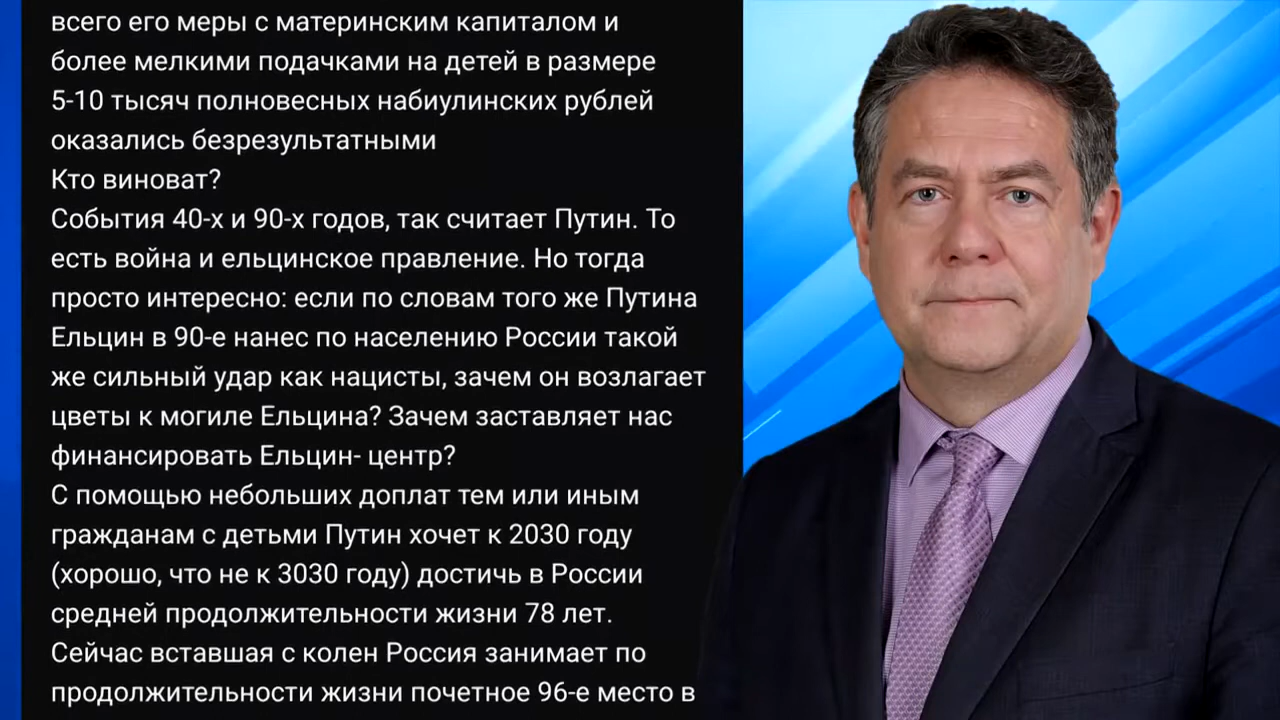 всего его меры с материнским капиталом и
более мелкими подачками на детей в размере
5-10 тысяч полновесных набиулинских рублей
оказались безрезультатными
Кто виноват?
События 40-х и 90-х годов, так считает Путин. То
есть война и ельцинское правление. Но тогда
просто интересно: если по словам того же Путина
Ельцин в 90-е нанес по населению России такой
же сильный удар как нацисты, зачем он возлагает
цветы к могиле Ельцина? Зачем заставляет нас
финансировать Ельцин- центр?
С помощью небольших доплат тем или иным
гражданам с детьми Путин хочет к 2030 году
(хорошо, что не к 3030 году) достичь в России
средней продолжительности жизни 78 лет.
Сейчас вставшая с колен Россия занимает по
продолжительности жизни почетное 96-е место в